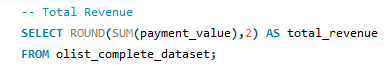 -- Total Revenue
SELECT ROUND(SUM(payment_value),2) AS total_revenue
FROM olist_complete_dataset;